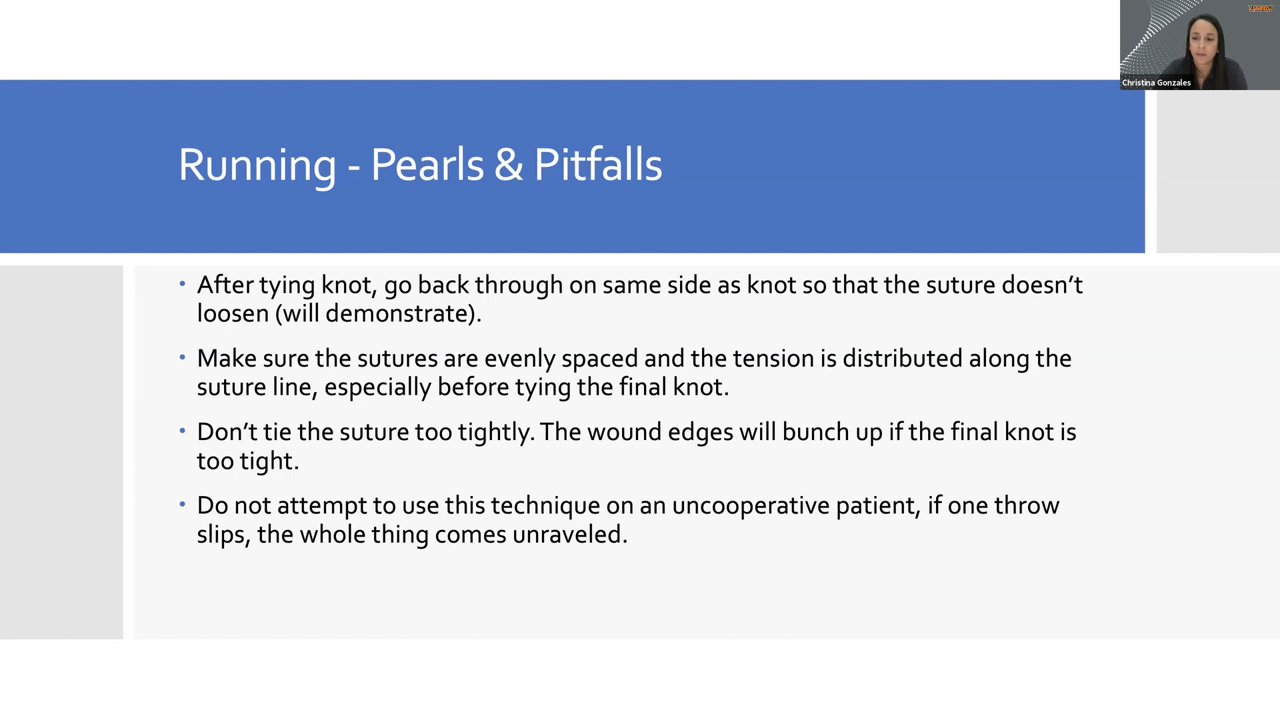 Christina Gonzales
Running - Pearls & Pitfalls
• After tying knot, go back through on same side as knot so that the suture doesn’t
loosen (will demonstrate).
• Make sure the sutures are evenly spaced and the tension is distributed along the
suture line, especially before tying the final knot.
• Don’t tie the suture too tightly. The wound edges will bunch up if the final knot is
too tight.
• Do not attempt to use this technique on an uncooperative patient, if one throw
slips, the whole thing comes unraveled.